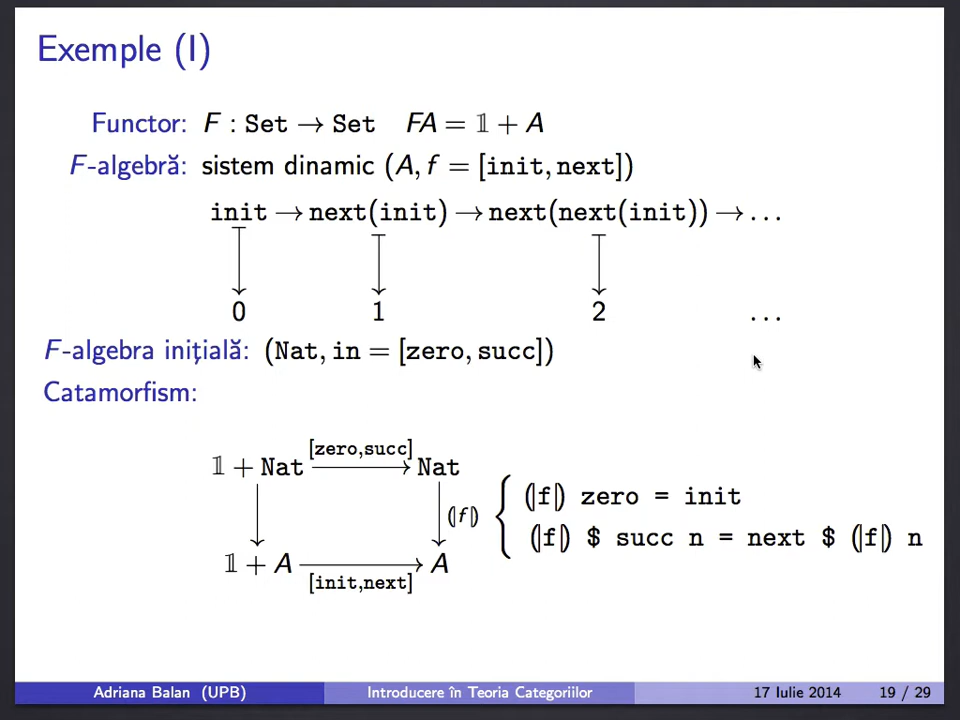 Exemple (I)
Functor: F : Set → Set FA = 𝟙 + A
F-algebră: sistem dinamic (A, f = [init, next])
init → next(init) → next(next(init)) → ...
0 1 2 ...
F-algebra inițială: (Nat, in = [zero, succ])
Catamorfism:
[zero,succ]
𝟙 + Nat Nat
⦇f⦈
⦇f⦈ zero = init
⦇f⦈ $ succ n = next $ ⦇f⦈ n
𝟙 + A A
[init,next]
Adriana Balan (UPB) Introducere în Teoria Categoriilor 17 Iulie 2014 19 / 29